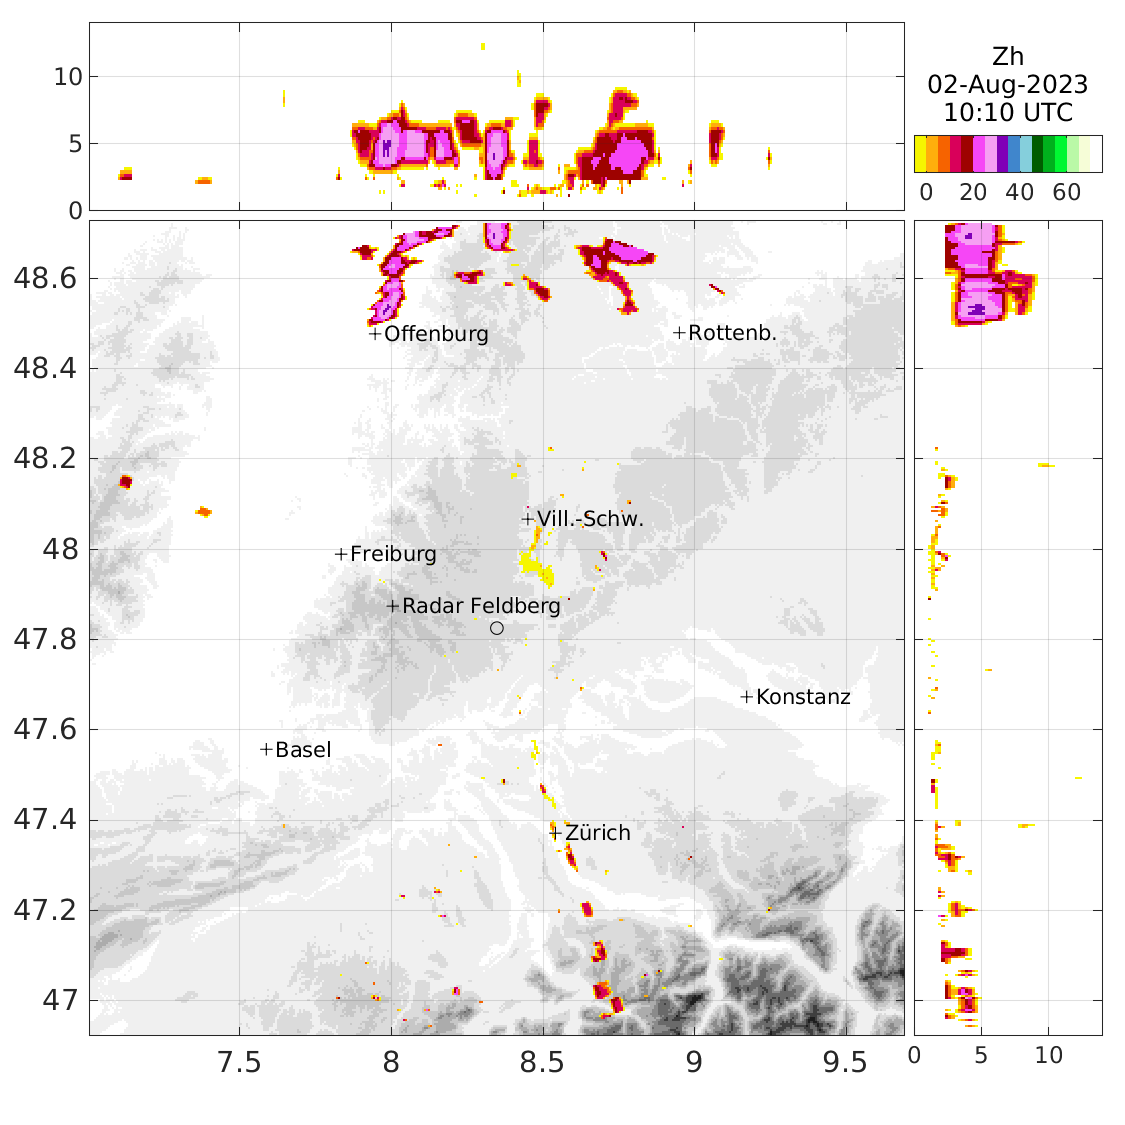 Zh
02-Aug-2023
10:10 UTC
0 20 40 60
10
5
0
48.6
48.4
48.2
48
47.8
47.6
47.4
47.2
47
Offenburg
Rottenb.
Vill.-Schw.
Freiburg
Radar Feldberg
Konstanz
Basel
Zürich
7.5 8 8.5 9 9.5
0 5 10